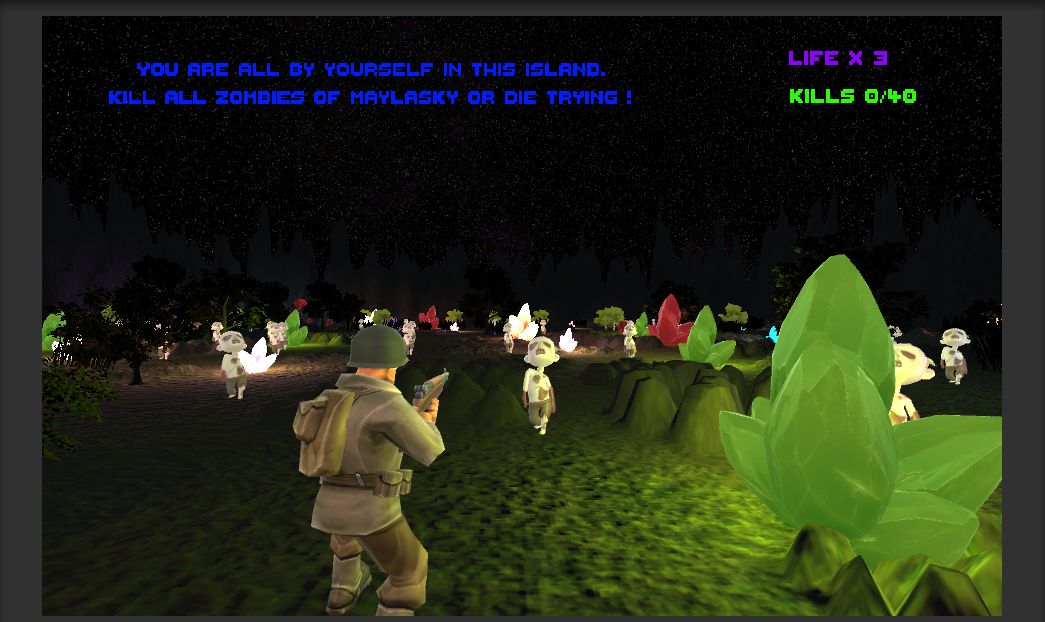 YOU ARE ALL BY YOURSELF IN THIS ISLAND.
KILL ALL ZOMBIES OF MAYLASKY OR DIE TRYING !
LIFE X 3
KILLS 0/40